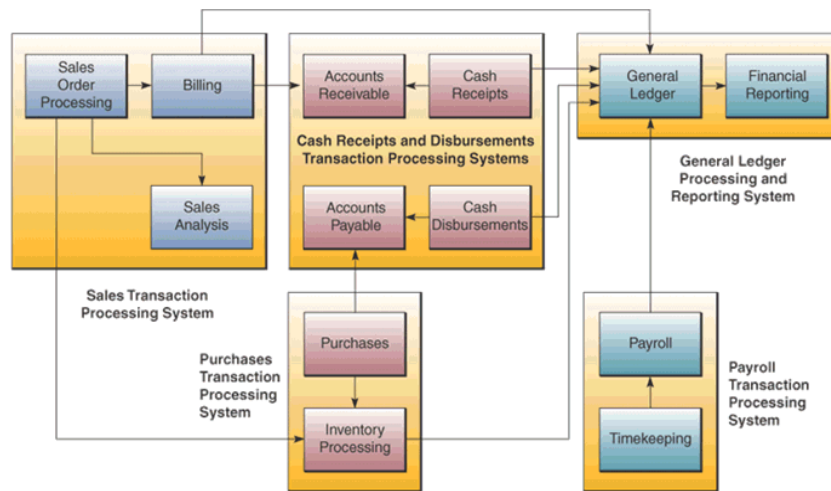 Sales
Order
Processing
Billing
Sales
Analysis
Sales Transaction
Processing System
Accounts
Receivable
Cash
Receipts
Cash Receipts and Disbursements
Transaction Processing Systems
Accounts
Payable
Cash
Disbursements
General
Ledger
Financial
Reporting
General Ledger
Processing and
Reporting System
Purchases
Transaction
Processing
System
Purchases
Inventory
Processing
Payroll
Timekeeping
Payroll
Transaction
Processing
System